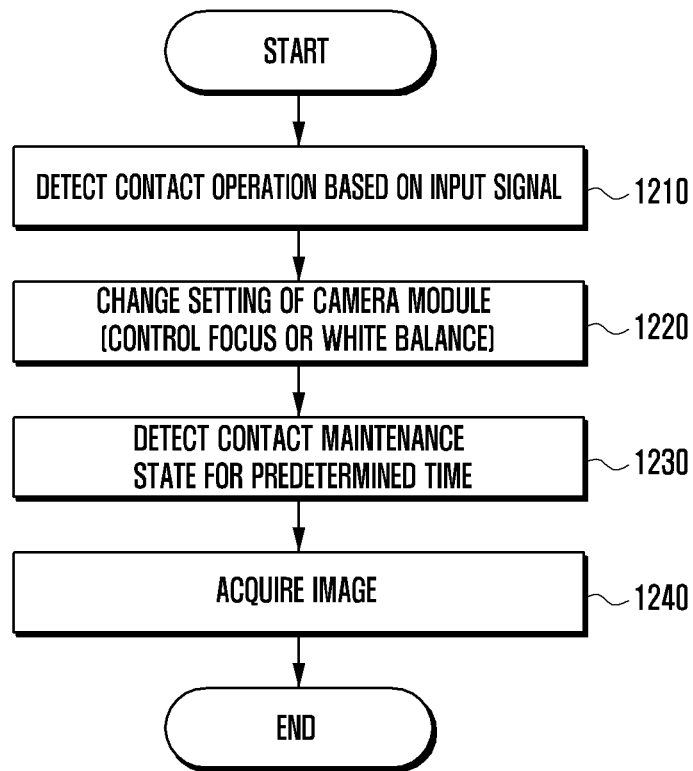 START
DETECT CONTACT OPERATION BASED ON INPUT SIGNAL
1210
CHANGE SETTING OF CAMERA MODULE
(CONTROL FOCUS OR WHITE BALANCE)
1220
DETECT CONTACT MAINTENANCE
STATE FOR PREDETERMINED TIME
1230
ACQUIRE IMAGE
1240
END